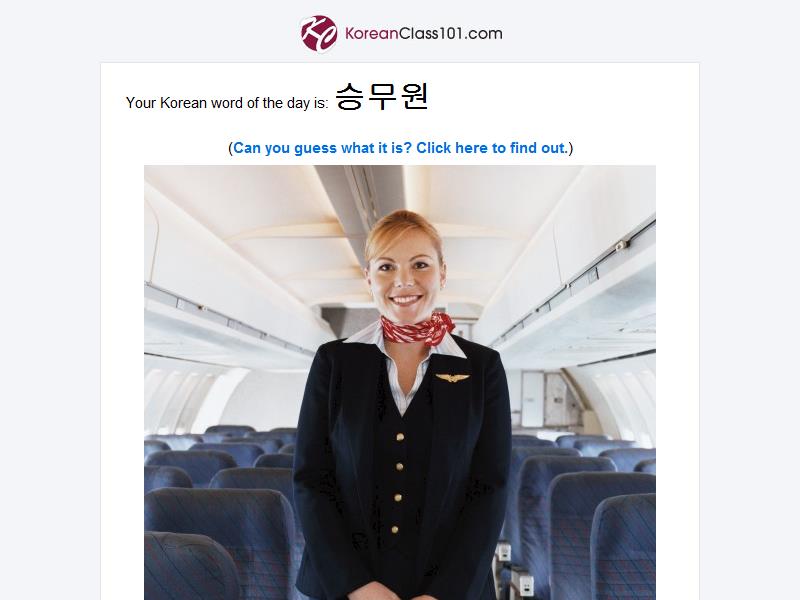 KoreanClass101.com
Your Korean word of the day is: 승무원
(Can you guess what it is? Click here to find out.)